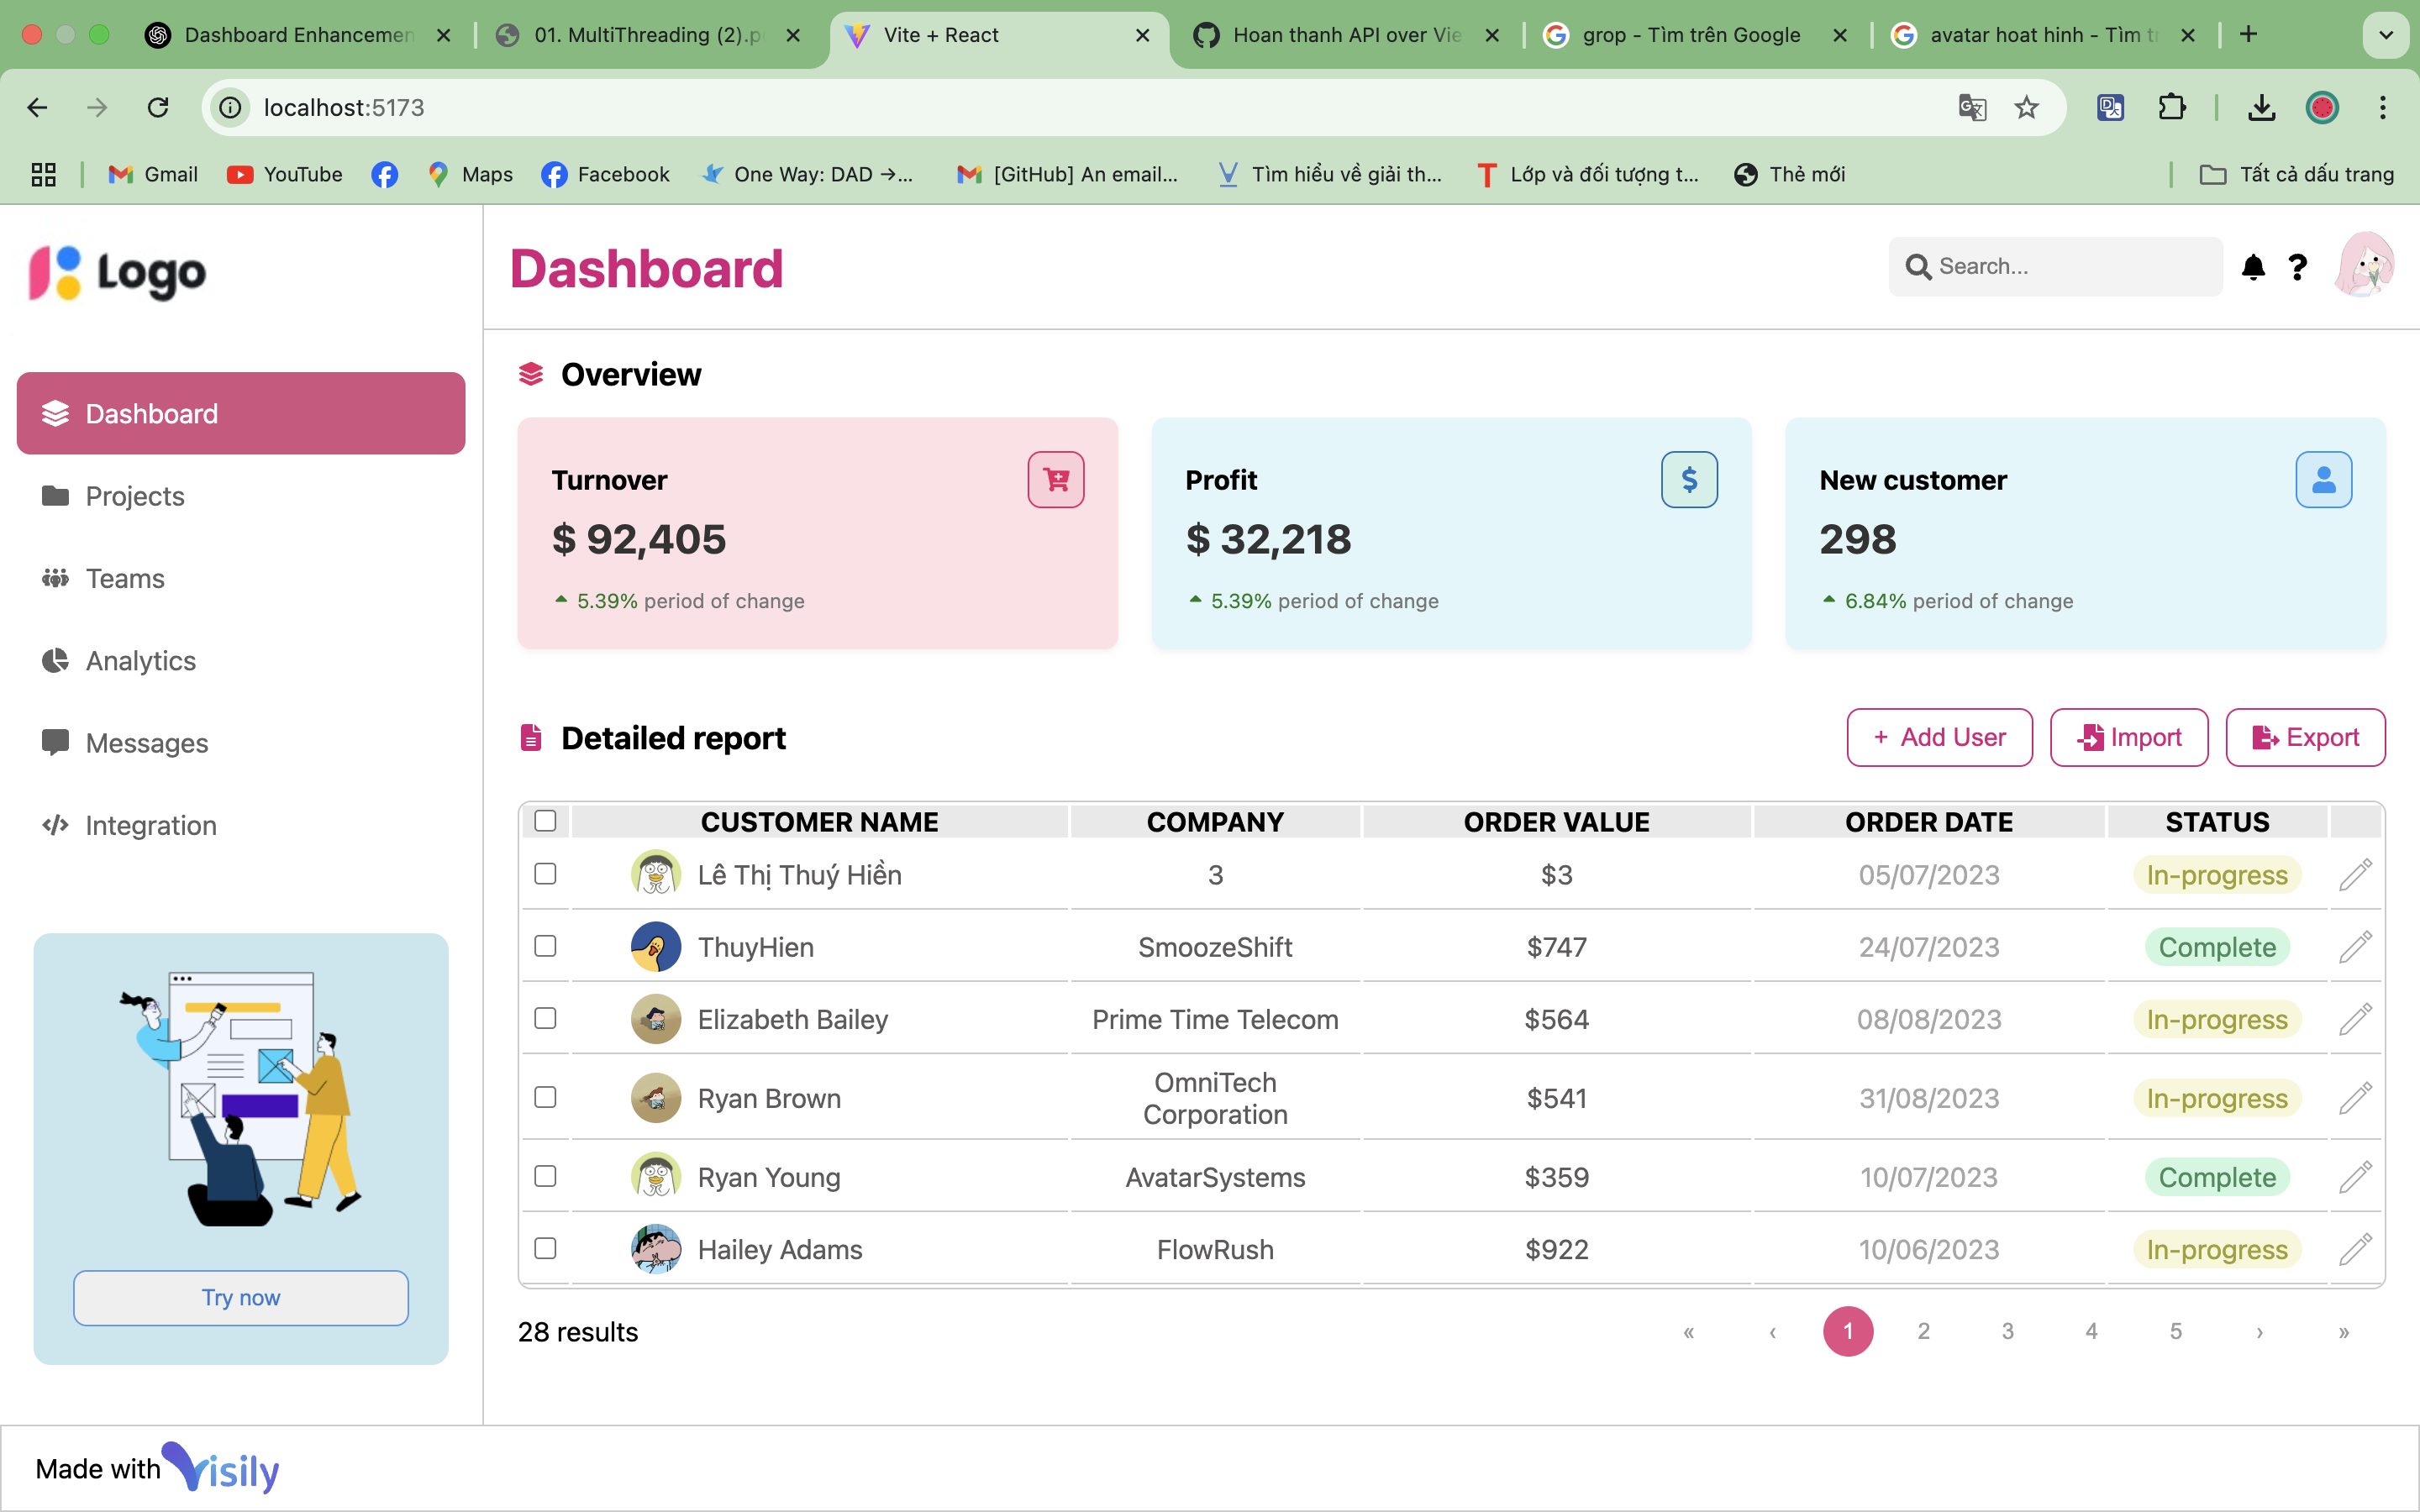 Dashboard Enhancemen
01. MultiThreading (2).p
Vite + React
Hoan thanh API over Vie
grop - Tìm trên Google
avatar hoat hinh - Tìm t
localhost:5173
Gmail
YouTube
Maps
Facebook
One Way: DAD →...
[GitHub] An email...
Tìm hiểu về giải th...
Lớp và đối tượng t...
Thẻ mới
Tất cả dấu trang
Logo
Dashboard
Search...
Dashboard
Projects
Teams
Analytics
Messages
Integration
Try now
Overview
Turnover
$ 92,405
5.39% period of change
Profit
$ 32,218
5.39% period of change
New customer
298
6.84% period of change
Detailed report
+ Add User
Import
Export
CUSTOMER NAME COMPANY ORDER VALUE ORDER DATE STATUS
Lê Thị Thuý Hiền 3 $3 05/07/2023 In-progress
ThuyHien SmoozeShift $747 24/07/2023 Complete
Elizabeth Bailey Prime Time Telecom $564 08/08/2023 In-progress
Ryan Brown OmniTech Corporation $541 31/08/2023 In-progress
Ryan Young AvatarSystems $359 10/07/2023 Complete
Hailey Adams FlowRush $922 10/06/2023 In-progress
28 results
« ‹ 1 2 3 4 5 › »
Made with Visily